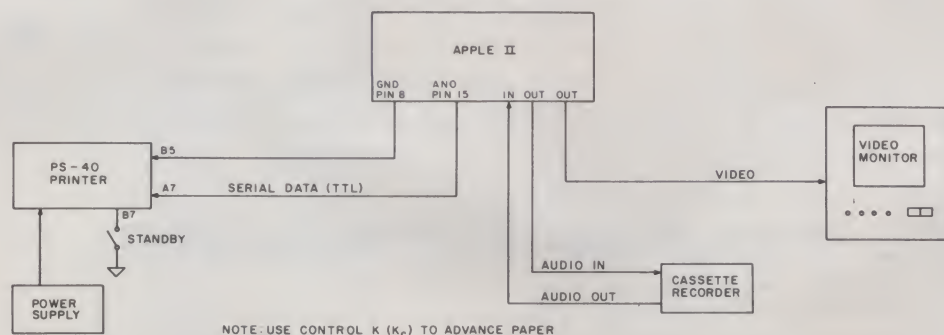 APPLE II
GND
PIN 8
ANO
PIN 15
IN
OUT
OUT
B5
PS-40
PRINTER
A7
SERIAL DATA (TTL)
B7
STANDBY
POWER
SUPPLY
VIDEO
VIDEO
MONITOR
AUDIO IN
AUDIO OUT
CASSETTE
RECORDER
NOTE: USE CONTROL K (Kc) TO ADVANCE PAPER